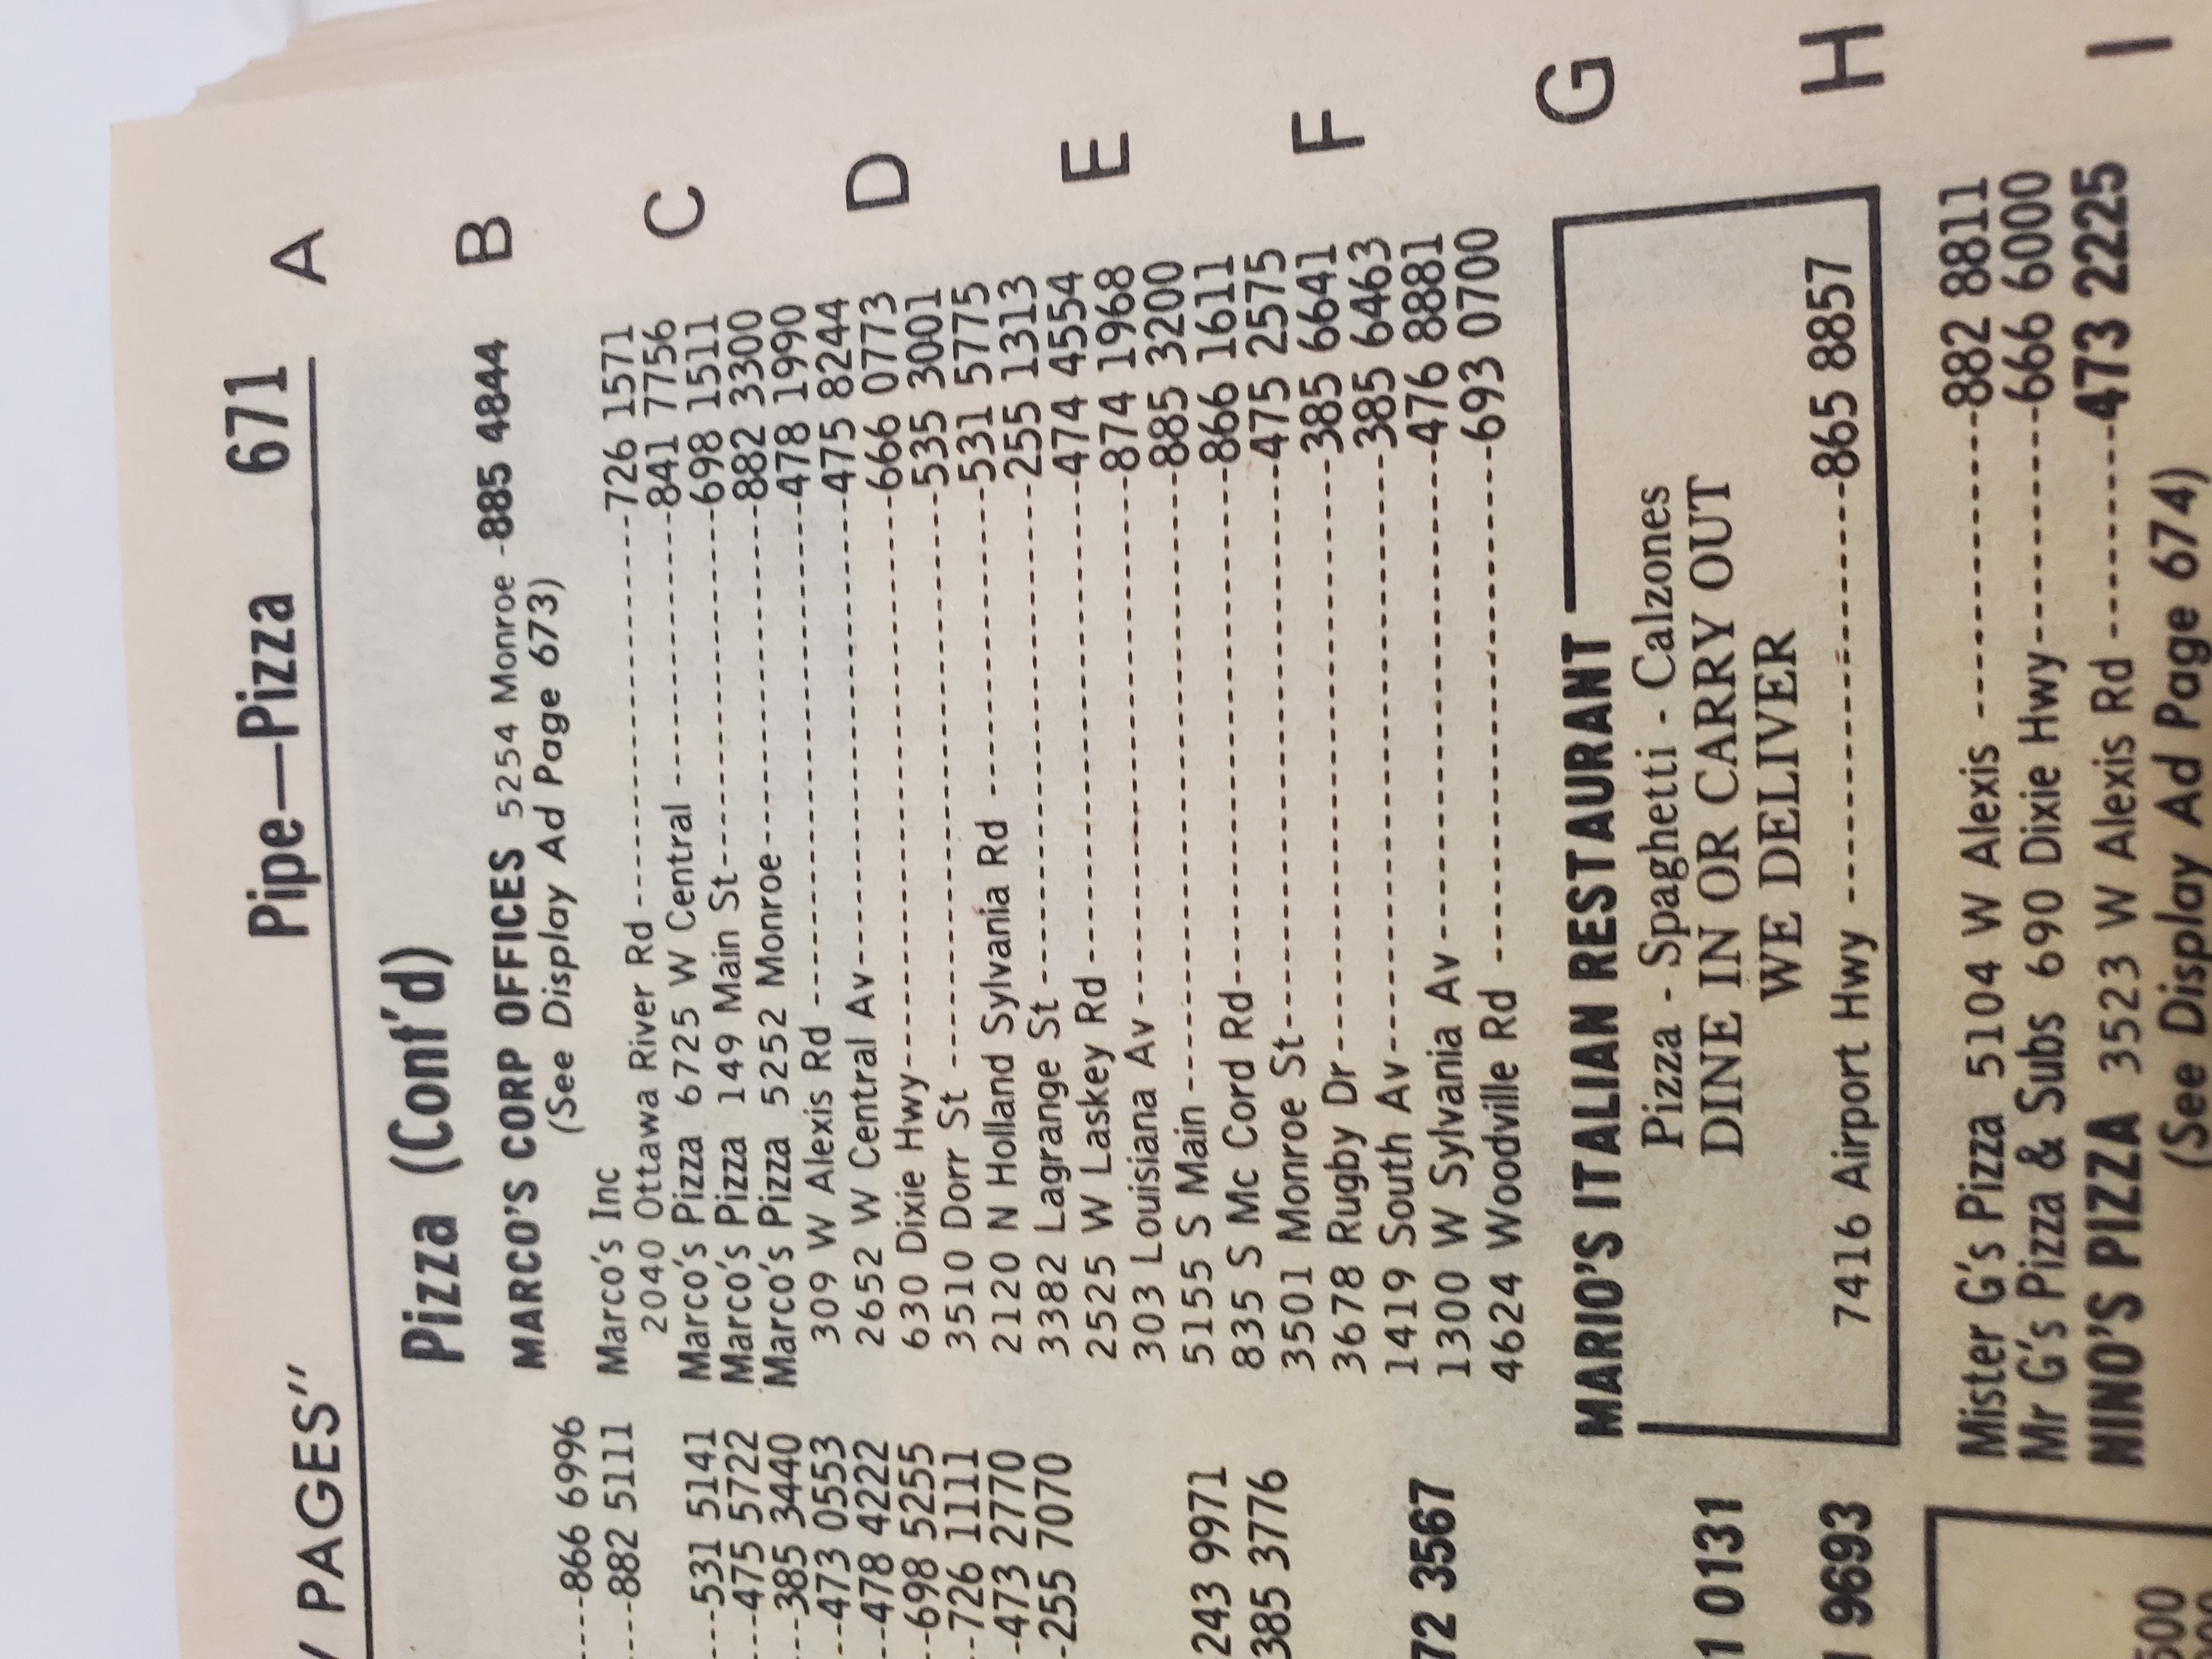 / PAGES"
Pipe—Pizza 671
A
B
C
D
E
F
G
H
I
----866 6996
----882 5111
---531 5141
---475 5722
---385 3440
--473 0553
---478 4222
--698 5255
--726 1111
-473 2770
-255 7070
243 9971
385 3776
72 3567
1 0131
9693
500
Pizza (Cont'd)
MARCO'S CORP OFFICES 5254 Monroe -885 4844
(See Display Ad Page 673)
Marco's Inc
2040 Ottawa River Rd ----------------------726 1571
Marco's Pizza 6725 W Central --------------841 7756
Marco's Pizza 149 Main St------------------698 1511
Marco's Pizza 5252 Monroe------------------882 3300
309 W Alexis Rd ---------------------------478 1990
2652 W Central Av--------------------------475 8244
630 Dixie Hwy------------------------------666 0773
3510 Dorr St ------------------------------535 3001
2120 N Holland Sylvania Rd ----------------531 5775
3382 Lagrange St --------------------------255 1313
2525 W Laskey Rd --------------------------474 4554
303 Louisiana Av --------------------------874 1968
5155 S Main -------------------------------885 3200
835 S Mc Cord Rd---------------------------866 1611
3501 Monroe St-----------------------------475 2575
3678 Rugby Dr------------------------------385 6641
1419 South Av------------------------------385 6463
1300 W Sylvania Av-------------------------476 8881
4624 Woodville Rd -------------------------693 0700
MARIO'S ITALIAN RESTAURANT
Pizza - Spaghetti - Calzones
DINE IN OR CARRY OUT
WE DELIVER
7416 Airport Hwy --------------------865 8857
Mister G's Pizza 5104 W Alexis --------------882 8811
Mr G's Pizza & Subs 690 Dixie Hwy----------666 6000
NINO'S PIZZA 3523 W Alexis Rd ----------473 2225
(See Display Ad Page 674)